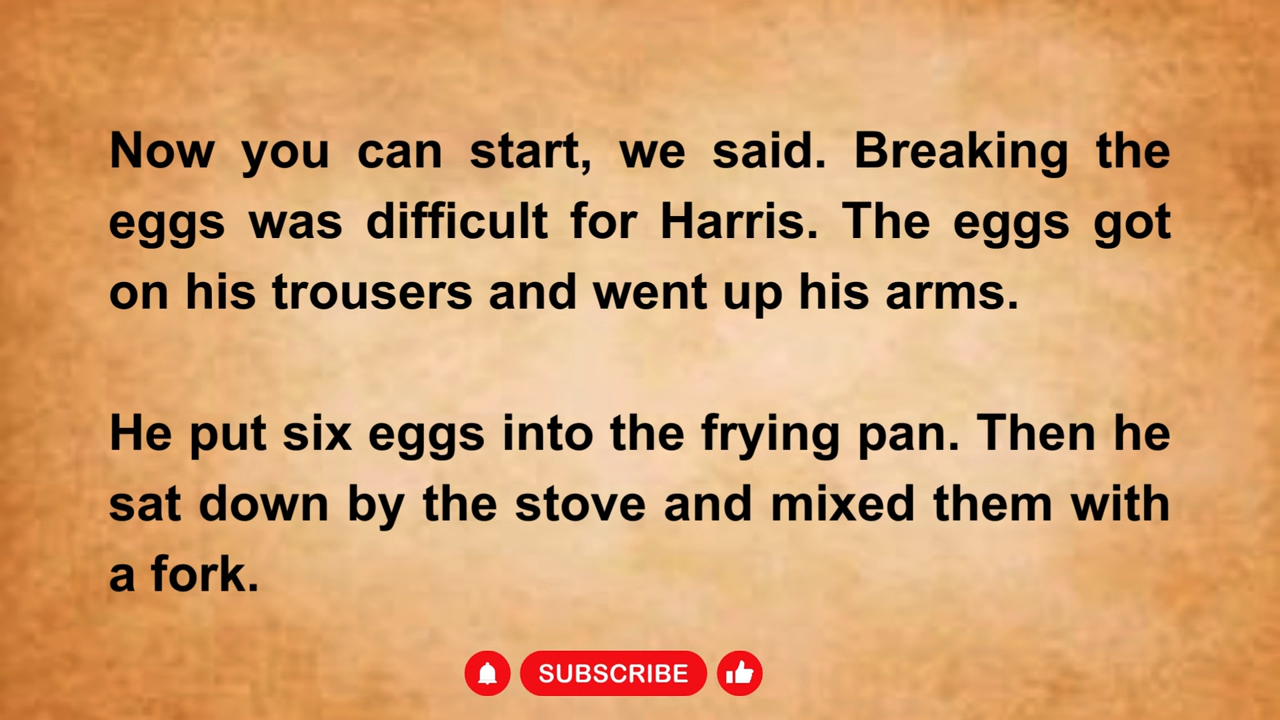 Now you can start, we said. Breaking the
eggs was difficult for Harris. The eggs got
on his trousers and went up his arms.
He put six eggs into the frying pan. Then he
sat down by the stove and mixed them with
a fork.
SUBSCRIBE